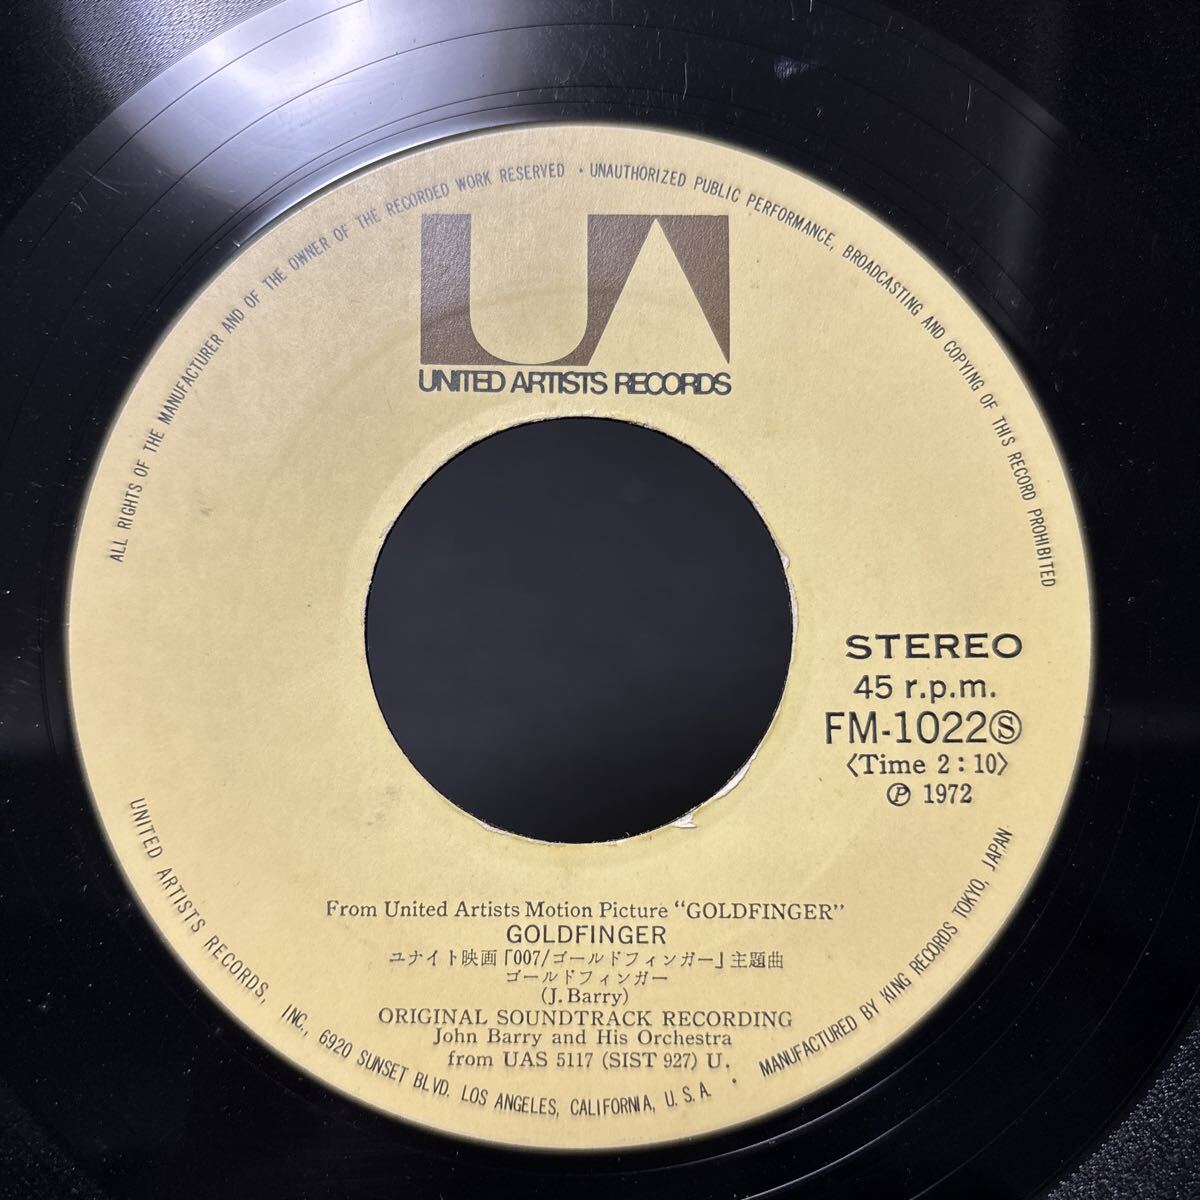 ALL RIGHTS OF THE MANUFACTURER AND OF THE OWNER OF THE RECORDED WORK RESERVED · UNAUTHORIZED PUBLIC PERFORMANCE, BROADCASTING AND COPYING OF THIS RECORD PROHIBITED
UA
UNITED ARTISTS RECORDS
STEREO
45 r.p.m.
FM-1022Ⓢ
〈Time 2:10〉
Ⓟ 1972
From United Artists Motion Picture "GOLDFINGER"
GOLDFINGER
ユナイト映画「007/ゴールドフィンガー」主題曲
ゴールドフィンガー
(J. Barry)
ORIGINAL SOUNDTRACK RECORDING
John Barry and His Orchestra
from UAS 5117 (SIST 927) U.
UNITED ARTISTS RECORDS, INC., 6920 SUNSET BLVD. LOS ANGELES, CALIFORNIA, U.S.A. · MANUFACTURED BY KING RECORDS TOKYO, JAPAN